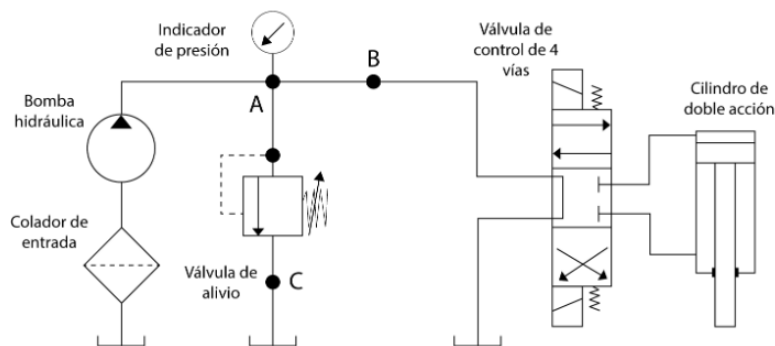 Indicador
de presión
B
Válvula de
control de 4
vías
Cilindro de
doble acción
A
Bomba
hidráulica
Colador de
entrada
Válvula de
alivio
C